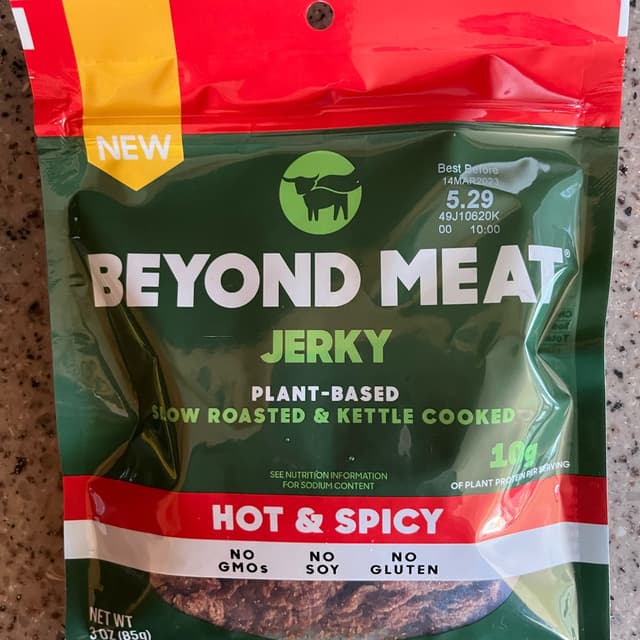 NEW
Best Before
14MAR2023
5.29
49J10620K
00 10:00
BEYOND MEAT®
JERKY
PLANT-BASED
SLOW ROASTED & KETTLE COOKED
10g
OF PLANT PROTEIN PER SERVING
SEE NUTRITION INFORMATION
FOR SODIUM CONTENT
HOT & SPICY
NO GMOs
NO SOY
NO GLUTEN
NET WT
3 OZ (85g)